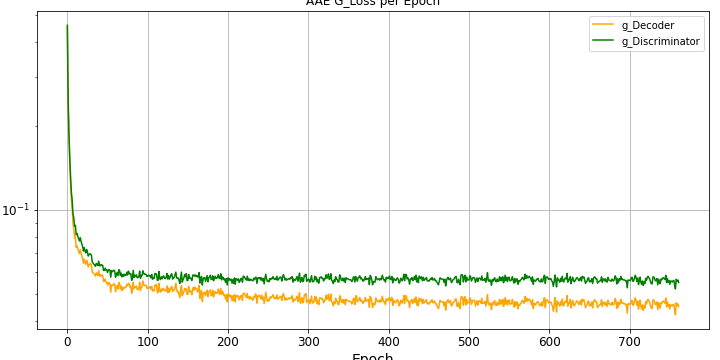 AAE G_Loss per Epoch
g_Decoder
g_Discriminator
10⁻¹
0 100 200 300 400 500 600 700
Epoch